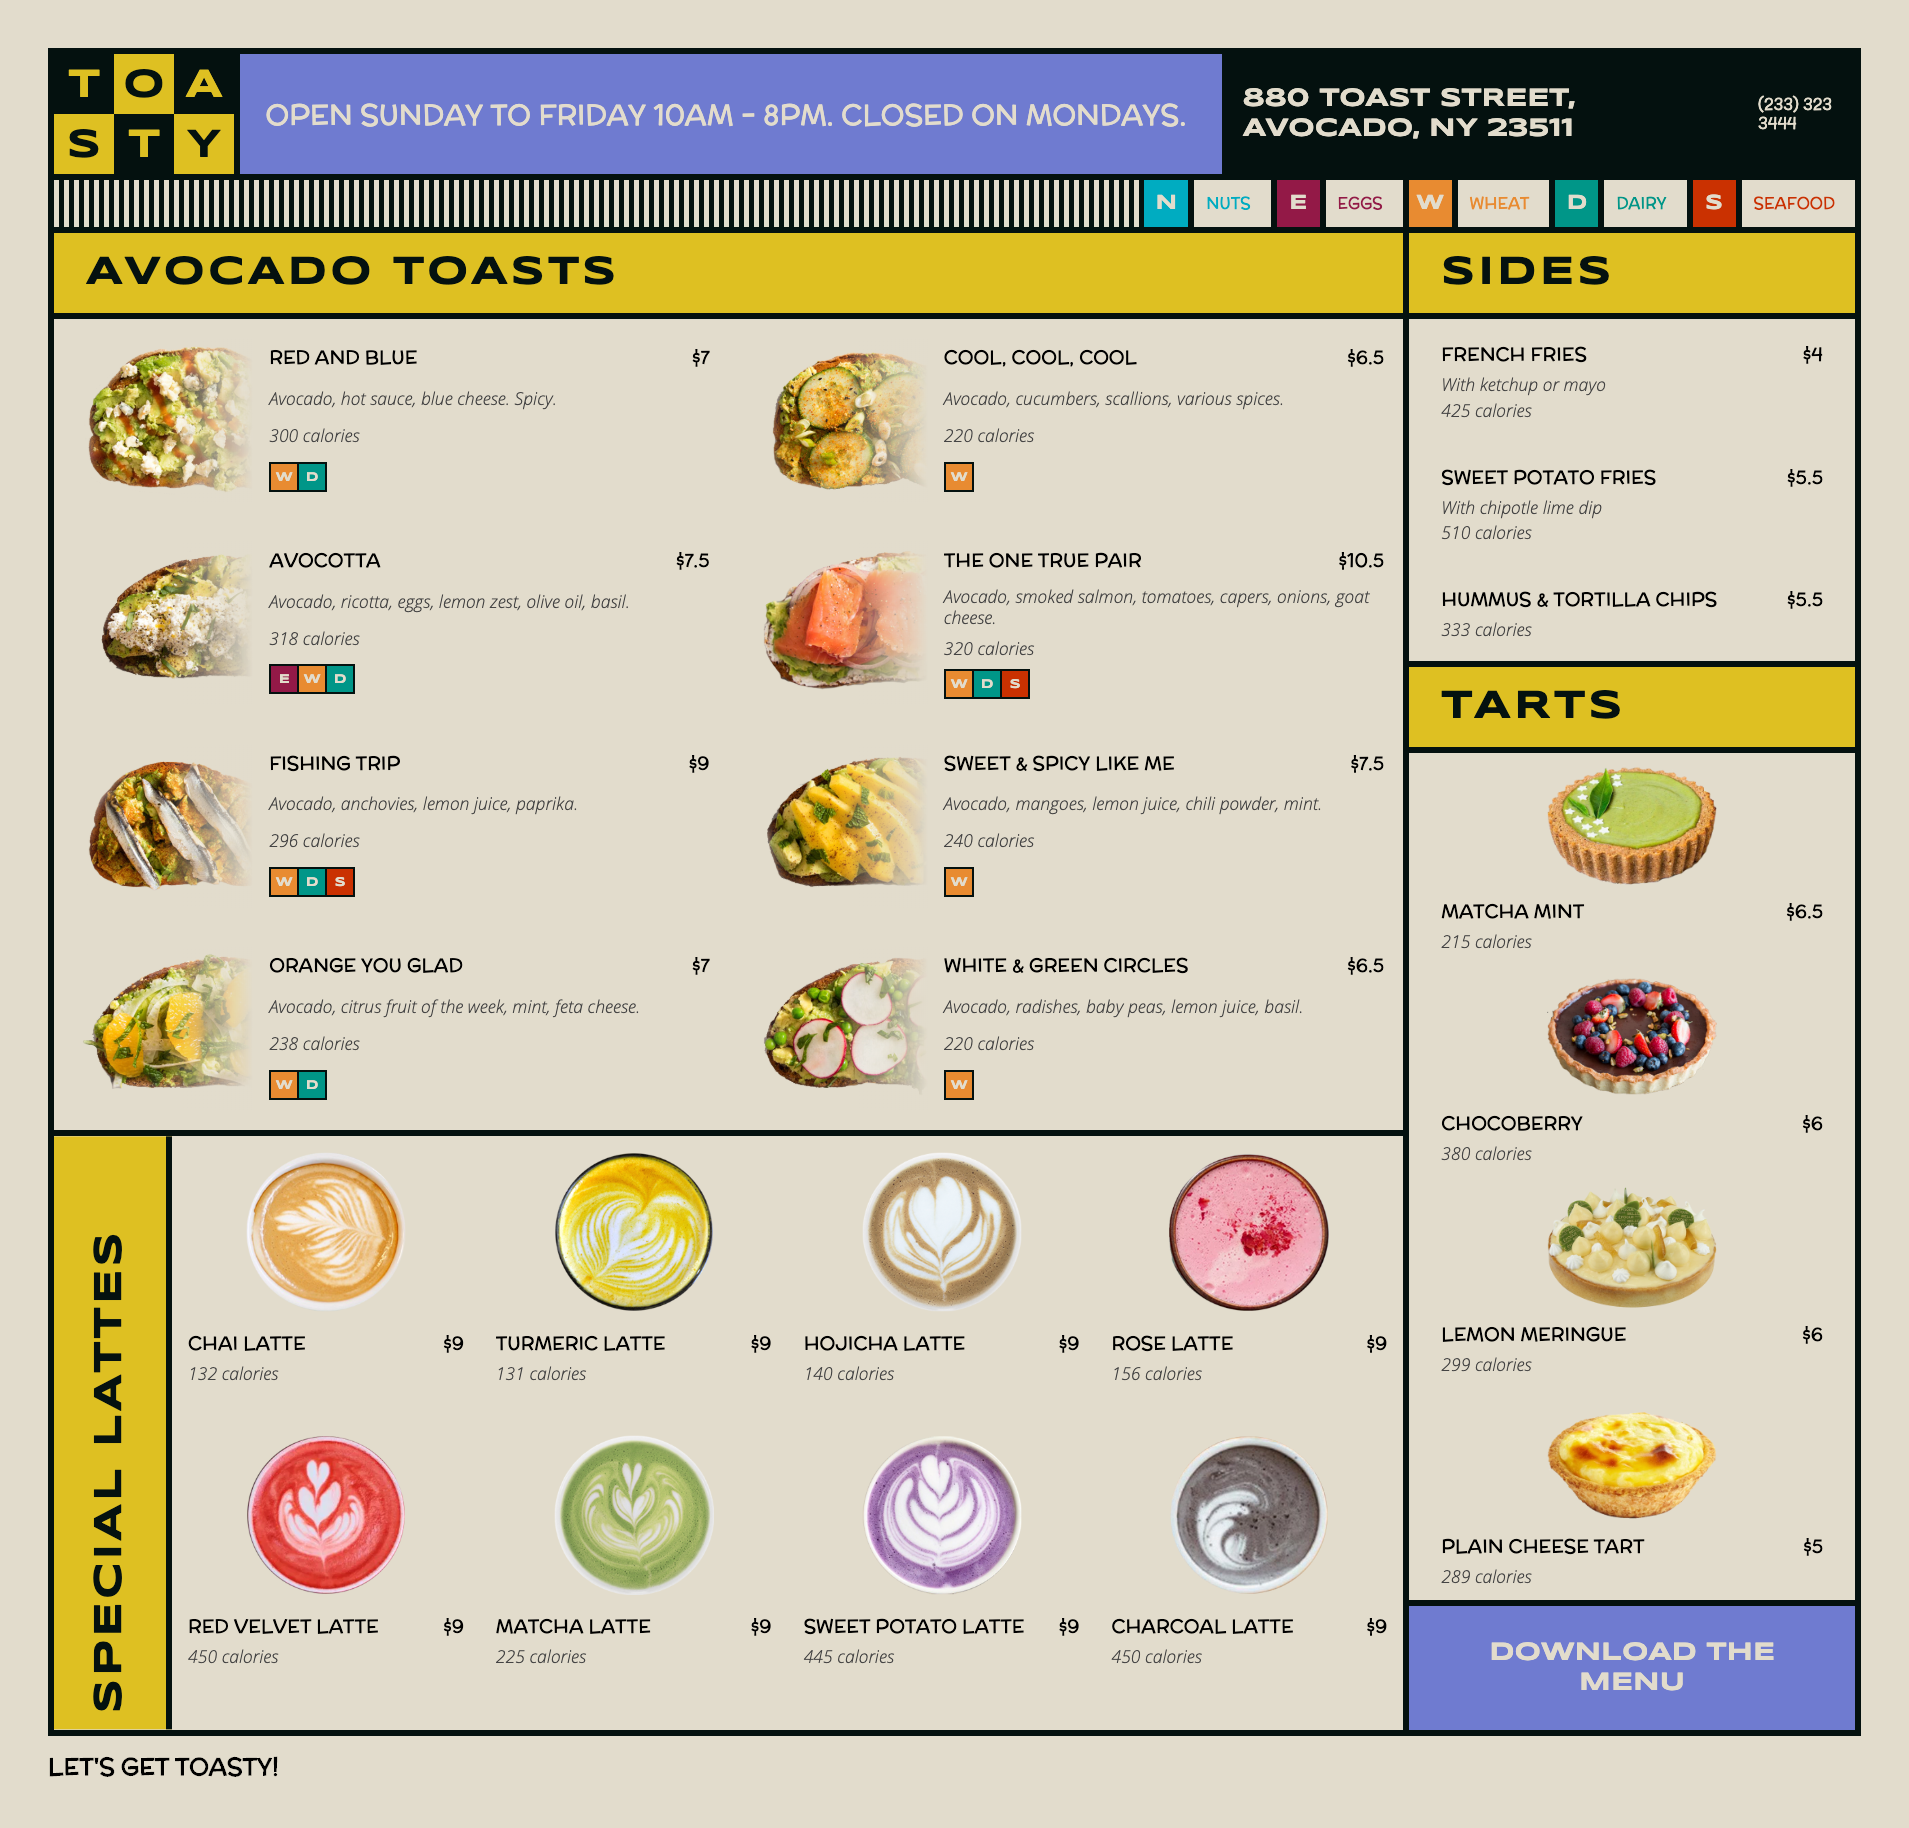 TOA
STY
OPEN SUNDAY TO FRIDAY 10AM - 8PM. CLOSED ON MONDAYS.
880 TOAST STREET,
AVOCADO, NY 23511
(233) 323
3444
N NUTS E EGGS W WHEAT D DAIRY S SEAFOOD
AVOCADO TOASTS
RED AND BLUE $7
Avocado, hot sauce, blue cheese. Spicy.
300 calories
W D
COOL, COOL, COOL $6.5
Avocado, cucumbers, scallions, various spices.
220 calories
W
AVOCOTTA $7.5
Avocado, ricotta, eggs, lemon zest, olive oil, basil.
318 calories
E W D
THE ONE TRUE PAIR $10.5
Avocado, smoked salmon, tomatoes, capers, onions, goat
cheese.
320 calories
W D S
FISHING TRIP $9
Avocado, anchovies, lemon juice, paprika.
296 calories
W D S
SWEET & SPICY LIKE ME $7.5
Avocado, mangoes, lemon juice, chili powder, mint.
240 calories
W
ORANGE YOU GLAD $7
Avocado, citrus fruit of the week, mint, feta cheese.
238 calories
W D
WHITE & GREEN CIRCLES $6.5
Avocado, radishes, baby peas, lemon juice, basil.
220 calories
W
SIDES
FRENCH FRIES $4
With ketchup or mayo
425 calories
SWEET POTATO FRIES $5.5
With chipotle lime dip
510 calories
HUMMUS & TORTILLA CHIPS $5.5
333 calories
TARTS
MATCHA MINT $6.5
215 calories
CHOCOBERRY $6
380 calories
LEMON MERINGUE $6
299 calories
PLAIN CHEESE TART $5
289 calories
SPECIAL LATTES
CHAI LATTE $9
132 calories
TURMERIC LATTE $9
131 calories
HOJICHA LATTE $9
140 calories
ROSE LATTE $9
156 calories
RED VELVET LATTE $9
450 calories
MATCHA LATTE $9
225 calories
SWEET POTATO LATTE $9
445 calories
CHARCOAL LATTE $9
450 calories
DOWNLOAD THE
MENU
LET'S GET TOASTY!